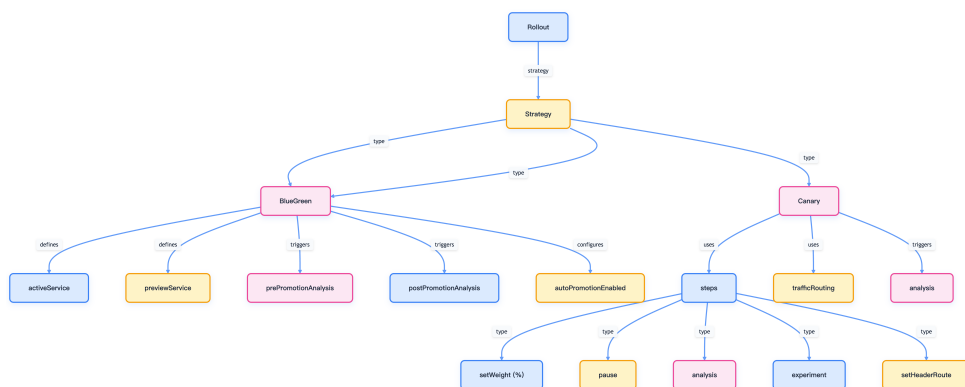 Rollout
strategy
Strategy
type
type
type
BlueGreen
Canary
defines
defines
triggers
triggers
configures
uses
uses
triggers
activeService
previewService
prePromotionAnalysis
postPromotionAnalysis
autoPromotionEnabled
steps
trafficRouting
analysis
type
type
type
type
type
setWeight (%)
pause
analysis
experiment
setHeaderRoute